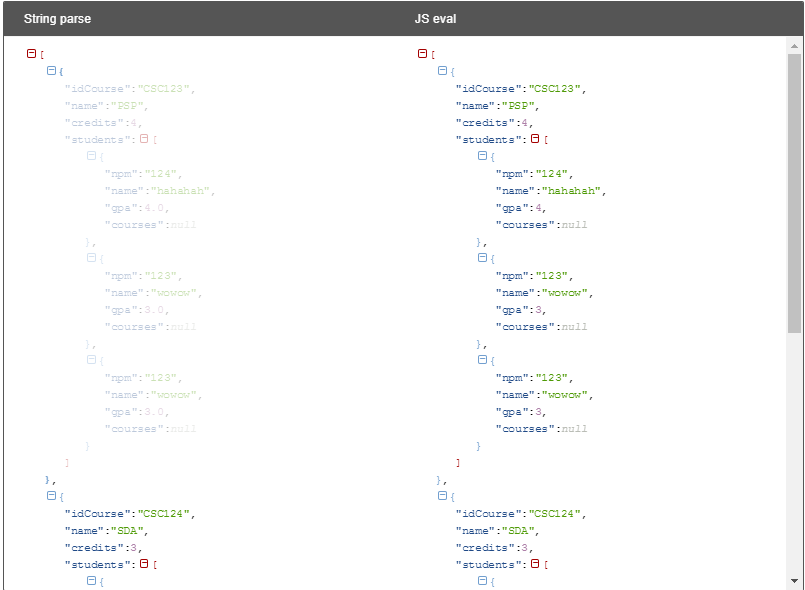 String parse
[
{
"idCourse":"CSC123",
"name":"PSP",
"credits":4,
"students": [
{
"npm":"124",
"name":"hahahah",
"gpa":4.0,
"courses":null
},
{
"npm":"123",
"name":"wowow",
"gpa":3.0,
"courses":null
},
{
"npm":"123",
"name":"wowow",
"gpa":3.0,
"courses":null
}
]
},
{
"idCourse":"CSC124",
"name":"SDA",
"credits":3,
"students": [
{
JS eval
[
{
"idCourse":"CSC123",
"name":"PSP",
"credits":4,
"students": [
{
"npm":"124",
"name":"hahahah",
"gpa":4,
"courses":null
},
{
"npm":"123",
"name":"wowow",
"gpa":3,
"courses":null
},
{
"npm":"123",
"name":"wowow",
"gpa":3,
"courses":null
}
]
},
{
"idCourse":"CSC124",
"name":"SDA",
"credits":3,
"students": [
{